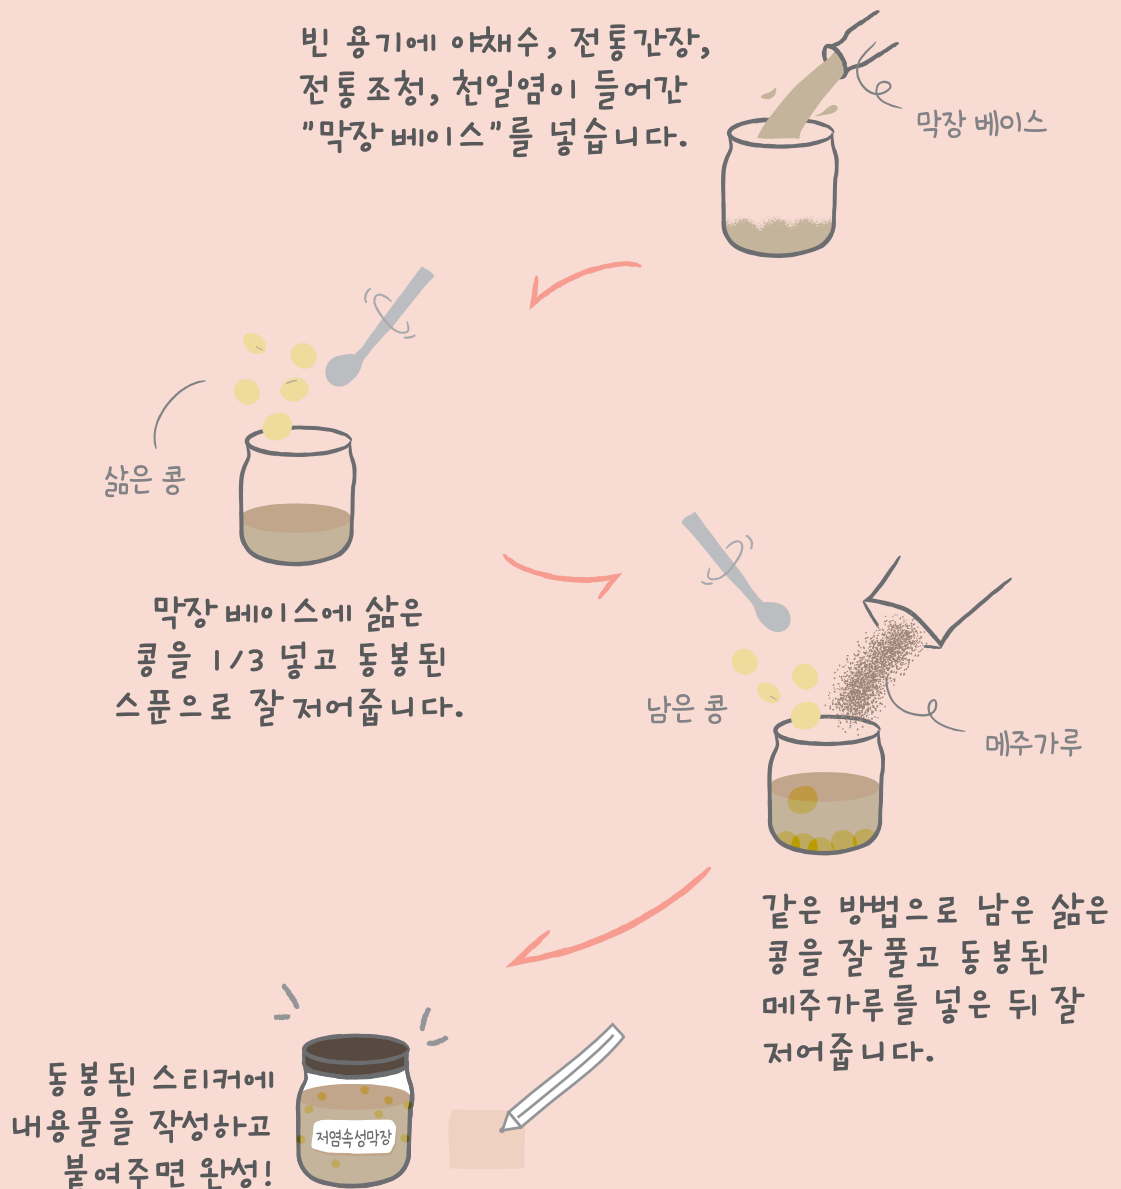 빈 용기에 야채수, 전통간장,
전통조청, 천일염이 들어간
"막장 베이스"를 넣습니다.
막장 베이스
삶은 콩
막장 베이스에 삶은
콩을 1/3 넣고 동봉된
스푼으로 잘 저어줍니다.
남은 콩
메주가루
같은 방법으로 남은 삶은
콩을 잘 풀고 동봉된
메주가루를 넣은 뒤 잘
저어줍니다.
동봉된 스티커에
내용물을 작성하고
붙여주면 완성!
저염속성막장